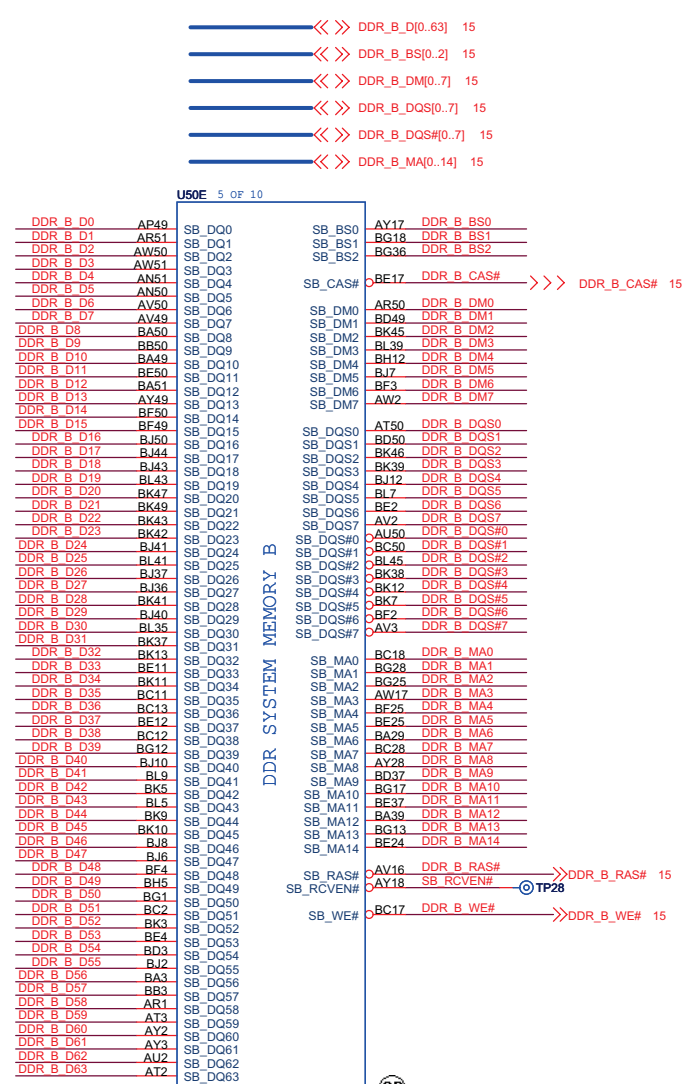 DDR_B_D[0..63] 15
DDR_B_BS[0..2] 15
DDR_B_DM[0..7] 15
DDR_B_DQS[0..7] 15
DDR_B_DQS#[0..7] 15
DDR_B_MA[0..14] 15
U50E 5 OF 10
DDR_B_D0 AP49 SB_DQ0
DDR_B_D1 AR51 SB_DQ1
DDR_B_D2 AW50 SB_DQ2
DDR_B_D3 AW51 SB_DQ3
DDR_B_D4 AN51 SB_DQ4
DDR_B_D5 AN50 SB_DQ5
DDR_B_D6 AV50 SB_DQ6
DDR_B_D7 AV49 SB_DQ7
DDR_B_D8 BA50 SB_DQ8
DDR_B_D9 BB50 SB_DQ9
DDR_B_D10 BA49 SB_DQ10
DDR_B_D11 BE50 SB_DQ11
DDR_B_D12 BA51 SB_DQ12
DDR_B_D13 AY49 SB_DQ13
DDR_B_D14 BF50 SB_DQ14
DDR_B_D15 BF49 SB_DQ15
DDR_B_D16 BJ50 SB_DQ16
DDR_B_D17 BJ44 SB_DQ17
DDR_B_D18 BJ43 SB_DQ18
DDR_B_D19 BL43 SB_DQ19
DDR_B_D20 BK47 SB_DQ20
DDR_B_D21 BK49 SB_DQ21
DDR_B_D22 BK43 SB_DQ22
DDR_B_D23 BK42 SB_DQ23
DDR_B_D24 BJ41 SB_DQ24
DDR_B_D25 BL41 SB_DQ25
DDR_B_D26 BJ37 SB_DQ26
DDR_B_D27 BJ36 SB_DQ27
DDR_B_D28 BK41 SB_DQ28
DDR_B_D29 BJ40 SB_DQ29
DDR_B_D30 BL35 SB_DQ30
DDR_B_D31 BK37 SB_DQ31
DDR_B_D32 BK13 SB_DQ32
DDR_B_D33 BE11 SB_DQ33
DDR_B_D34 BK11 SB_DQ34
DDR_B_D35 BC11 SB_DQ35
DDR_B_D36 BC13 SB_DQ36
DDR_B_D37 BE12 SB_DQ37
DDR_B_D38 BC12 SB_DQ38
DDR_B_D39 BG12 SB_DQ39
DDR_B_D40 BJ10 SB_DQ40
DDR_B_D41 BL9 SB_DQ41
DDR_B_D42 BK5 SB_DQ42
DDR_B_D43 BL5 SB_DQ43
DDR_B_D44 BK9 SB_DQ44
DDR_B_D45 BK10 SB_DQ45
DDR_B_D46 BJ8 SB_DQ46
DDR_B_D47 BJ6 SB_DQ47
DDR_B_D48 BF4 SB_DQ48
DDR_B_D49 BH5 SB_DQ49
DDR_B_D50 BG1 SB_DQ50
DDR_B_D51 BC2 SB_DQ51
DDR_B_D52 BK3 SB_DQ52
DDR_B_D53 BE4 SB_DQ53
DDR_B_D54 BD3 SB_DQ54
DDR_B_D55 BJ2 SB_DQ55
DDR_B_D56 BA3 SB_DQ56
DDR_B_D57 BB3 SB_DQ57
DDR_B_D58 AR1 SB_DQ58
DDR_B_D59 AT3 SB_DQ59
DDR_B_D60 AY2 SB_DQ60
DDR_B_D61 AY3 SB_DQ61
DDR_B_D62 AU2 SB_DQ62
DDR_B_D63 AT2 SB_DQ63
DDR SYSTEM MEMORY B
SB_BS0 AY17 DDR_B_BS0
SB_BS1 BG18 DDR_B_BS1
SB_BS2 BG36 DDR_B_BS2
SB_CAS# BE17 DDR_B_CAS# DDR_B_CAS# 15
SB_DM0 AR50 DDR_B_DM0
SB_DM1 BD49 DDR_B_DM1
SB_DM2 BK45 DDR_B_DM2
SB_DM3 BL39 DDR_B_DM3
SB_DM4 BH12 DDR_B_DM4
SB_DM5 BJ7 DDR_B_DM5
SB_DM6 BF3 DDR_B_DM6
SB_DM7 AW2 DDR_B_DM7
SB_DQS0 AT50 DDR_B_DQS0
SB_DQS1 BD50 DDR_B_DQS1
SB_DQS2 BK46 DDR_B_DQS2
SB_DQS3 BK39 DDR_B_DQS3
SB_DQS4 BJ12 DDR_B_DQS4
SB_DQS5 BL7 DDR_B_DQS5
SB_DQS6 BE2 DDR_B_DQS6
SB_DQS7 AV2 DDR_B_DQS7
SB_DQS#0 AU50 DDR_B_DQS#0
SB_DQS#1 BC50 DDR_B_DQS#1
SB_DQS#2 BL45 DDR_B_DQS#2
SB_DQS#3 BK38 DDR_B_DQS#3
SB_DQS#4 BK12 DDR_B_DQS#4
SB_DQS#5 BK7 DDR_B_DQS#5
SB_DQS#6 BF2 DDR_B_DQS#6
SB_DQS#7 AV3 DDR_B_DQS#7
SB_MA0 BC18 DDR_B_MA0
SB_MA1 BG28 DDR_B_MA1
SB_MA2 BG25 DDR_B_MA2
SB_MA3 AW17 DDR_B_MA3
SB_MA4 BF25 DDR_B_MA4
SB_MA5 BE25 DDR_B_MA5
SB_MA6 BA29 DDR_B_MA6
SB_MA7 BC28 DDR_B_MA7
SB_MA8 AY28 DDR_B_MA8
SB_MA9 BD37 DDR_B_MA9
SB_MA10 BG17 DDR_B_MA10
SB_MA11 BE37 DDR_B_MA11
SB_MA12 BA39 DDR_B_MA12
SB_MA13 BG13 DDR_B_MA13
SB_MA14 BE24 DDR_B_MA14
SB_RAS# AV16 DDR_B_RAS# DDR_B_RAS# 15
SB_RCVEN# AY18 SB_RCVEN# TP28
SB_WE# BC17 DDR_B_WE# DDR_B_WE# 15